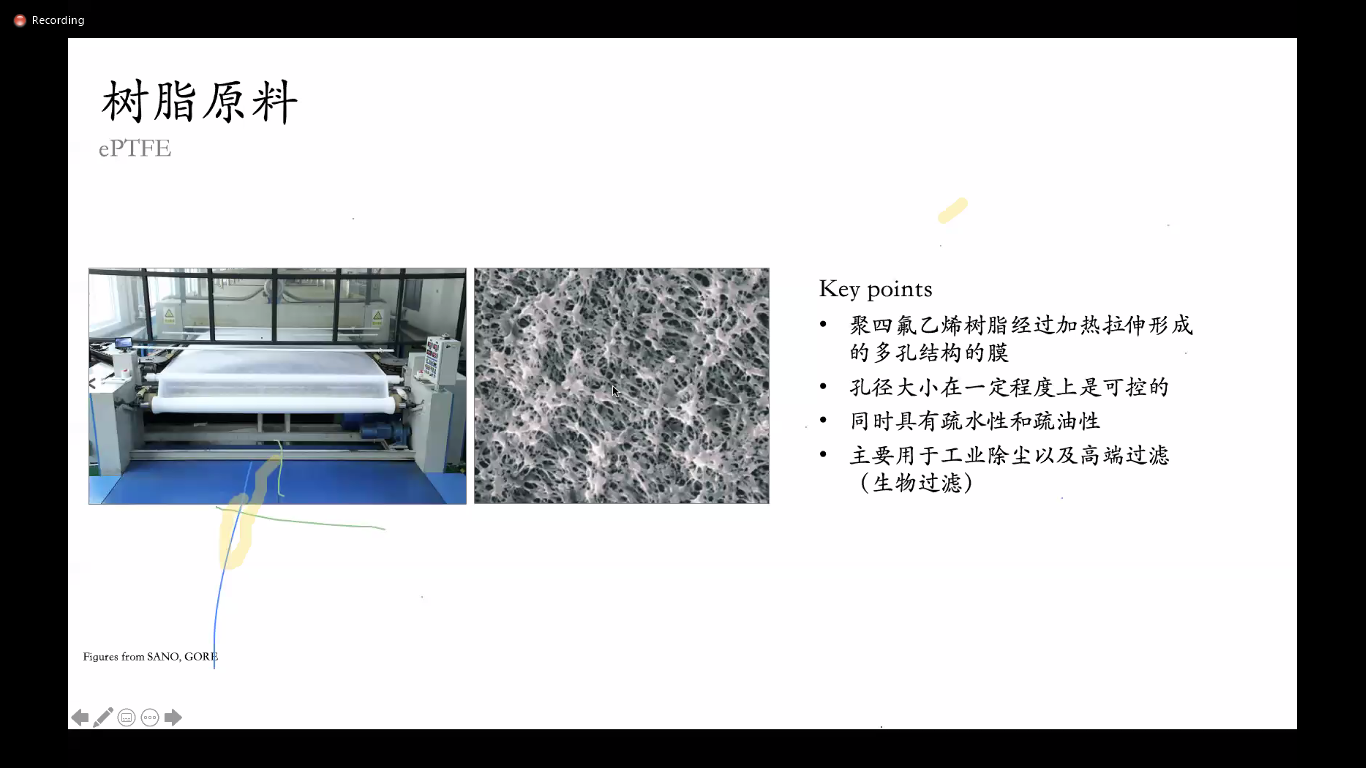 Recording
树脂原料
ePTFE
Key points
• 聚四氟乙烯树脂经过加热拉伸形成
的多孔结构的膜
• 孔径大小在一定程度上是可控的
• 同时具有疏水性和疏油性
• 主要用于工业除尘以及高端过滤
（生物过滤）
Figures from SANO, GORE